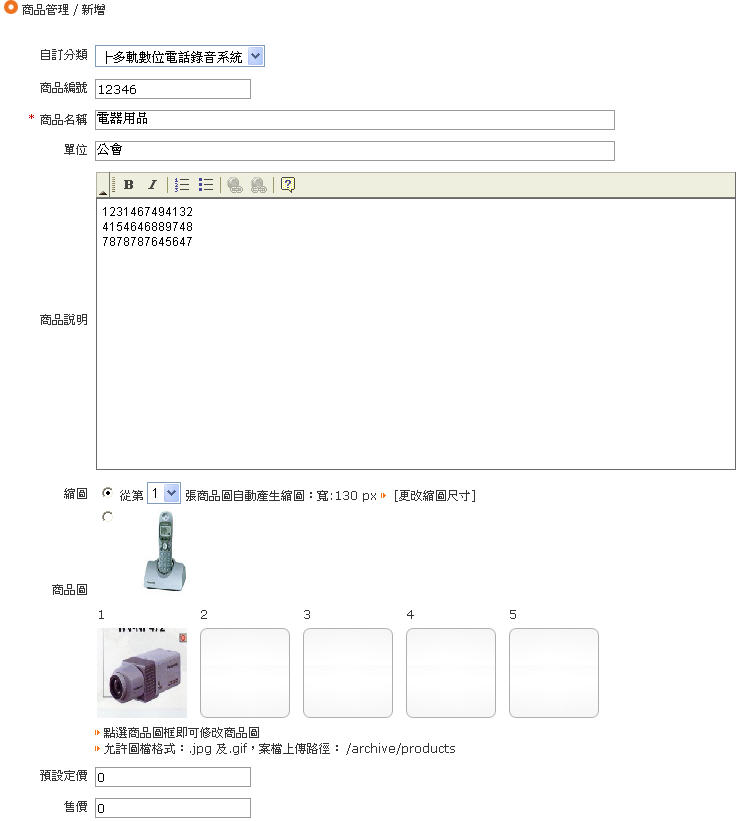 商品管理 / 新增
自訂分類 ├多軌數位電話錄音系統
商品編號 12346
* 商品名稱 電器用品
單位 公會
B I
1231467494132
4154646889748
7878787645647
商品說明
縮圖 從第 1 張商品圖自動產生縮圖：寬:130 px [更改縮圖尺寸]
商品圖
1 2 3 4 5
點選商品圖框即可修改商品圖
允許圖檔格式：.jpg 及.gif，案檔上傳路徑： /archive/products
預設定價 0
售價 0